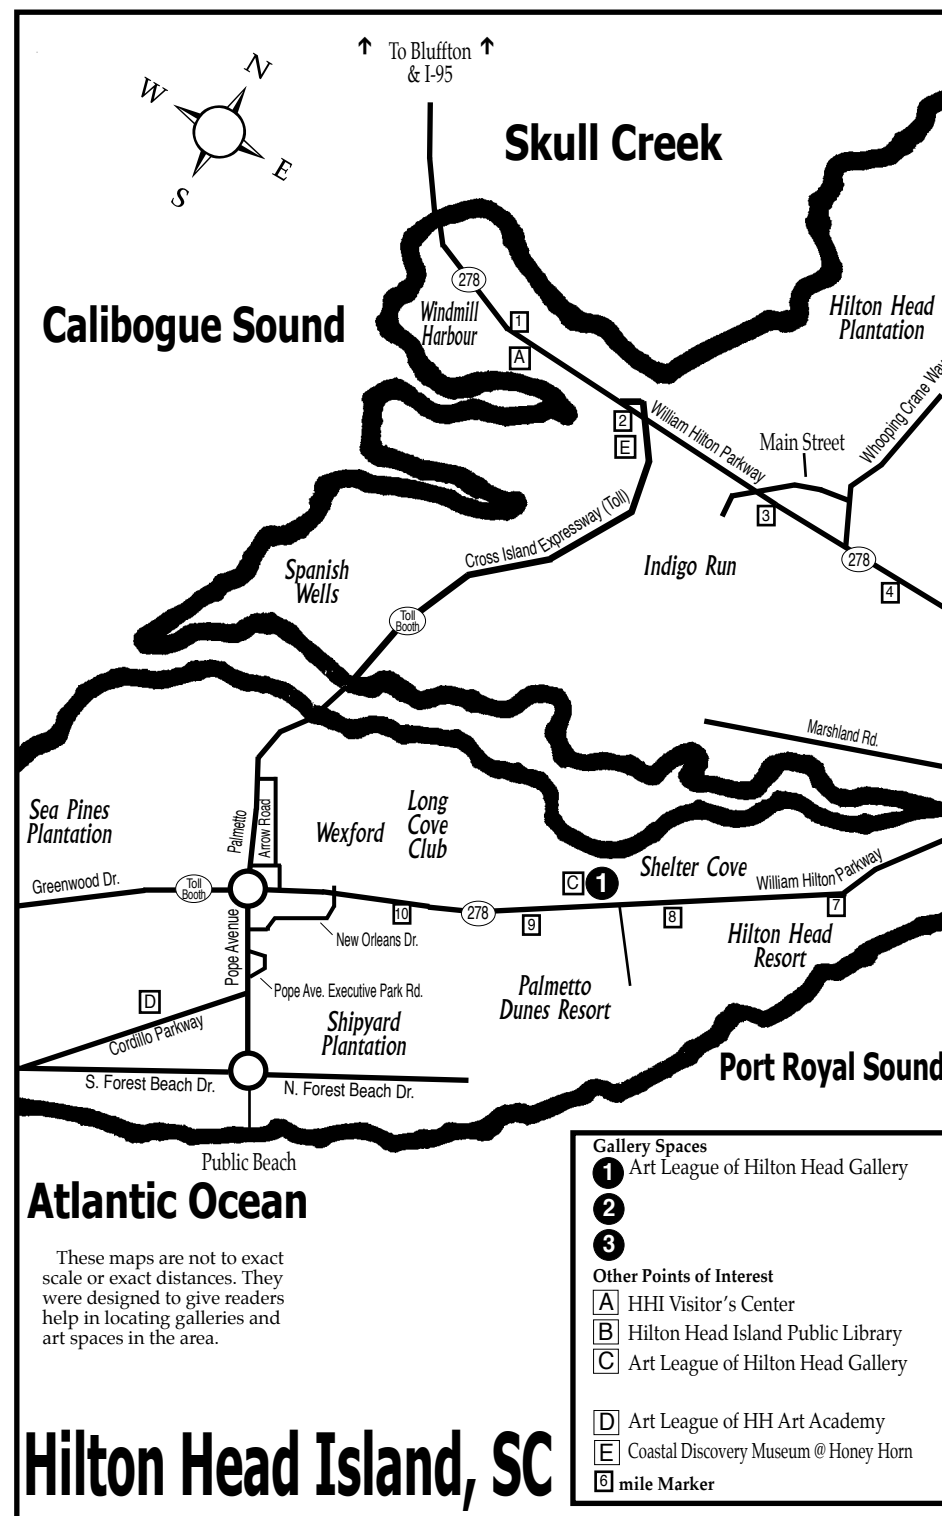 To Bluffton
& I-95
N
W
E
S
Skull Creek
278
Calibogue Sound
Windmill
Harbour
1
A
Hilton Head
Plantation
2
E
William Hilton Parkway
Main Street
Whooping Crane Way
3
Cross Island Expressway (Toll)
Indigo Run
278
4
Spanish
Wells
Toll
Booth
Marshland Rd.
Sea Pines
Plantation
Palmetto
Arrow Road
Wexford
Long
Cove
Club
Shelter Cove
William Hilton Parkway
Greenwood Dr.
Toll
Booth
C
1
10
278
9
8
7
Pope Avenue
New Orleans Dr.
Hilton Head
Resort
Pope Ave. Executive Park Rd.
D
Palmetto
Dunes Resort
Cordillo Parkway
Shipyard
Plantation
Port Royal Sound
S. Forest Beach Dr.
N. Forest Beach Dr.
Public Beach
Atlantic Ocean
These maps are not to exact
scale or exact distances. They
were designed to give readers
help in locating galleries and
art spaces in the area.
Gallery Spaces
1 Art League of Hilton Head Gallery
2
3
Other Points of Interest
A HHI Visitor's Center
B Hilton Head Island Public Library
C Art League of Hilton Head Gallery
D Art League of HH Art Academy
E Coastal Discovery Museum @ Honey Horn
6 mile Marker
Hilton Head Island, SC